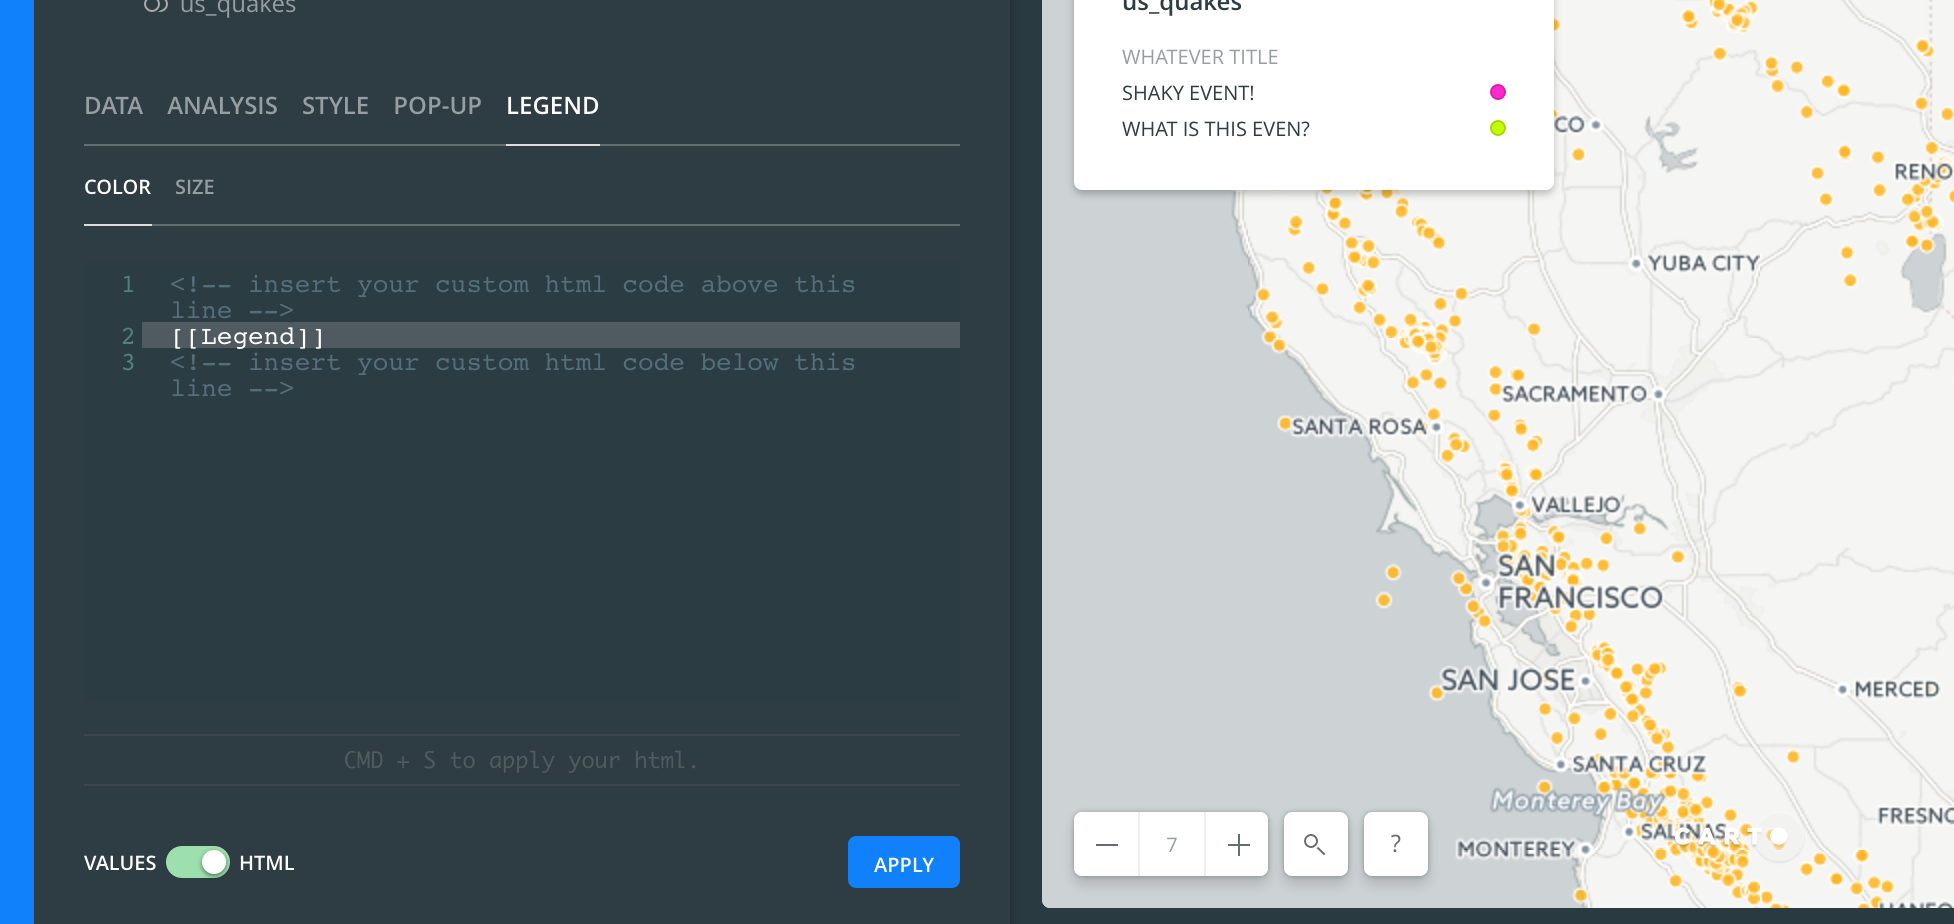 us_quakes
DATA ANALYSIS STYLE POP-UP LEGEND
COLOR SIZE
1 <!-- insert your custom html code above this
line -->
2 [[Legend]]
3 <!-- insert your custom html code below this
line -->
CMD + S to apply your html.
VALUES HTML
APPLY
us_quakes
WHATEVER TITLE
SHAKY EVENT!
WHAT IS THIS EVEN?
CO
RENO
YUBA CITY
SACRAMENTO
SANTA ROSA
VALLEJO
SAN
FRANCISCO
SAN JOSE
MERCED
SANTA CRUZ
Monterey Bay
FRESNO
SALINAS
CARTO
MONTEREY
7
?